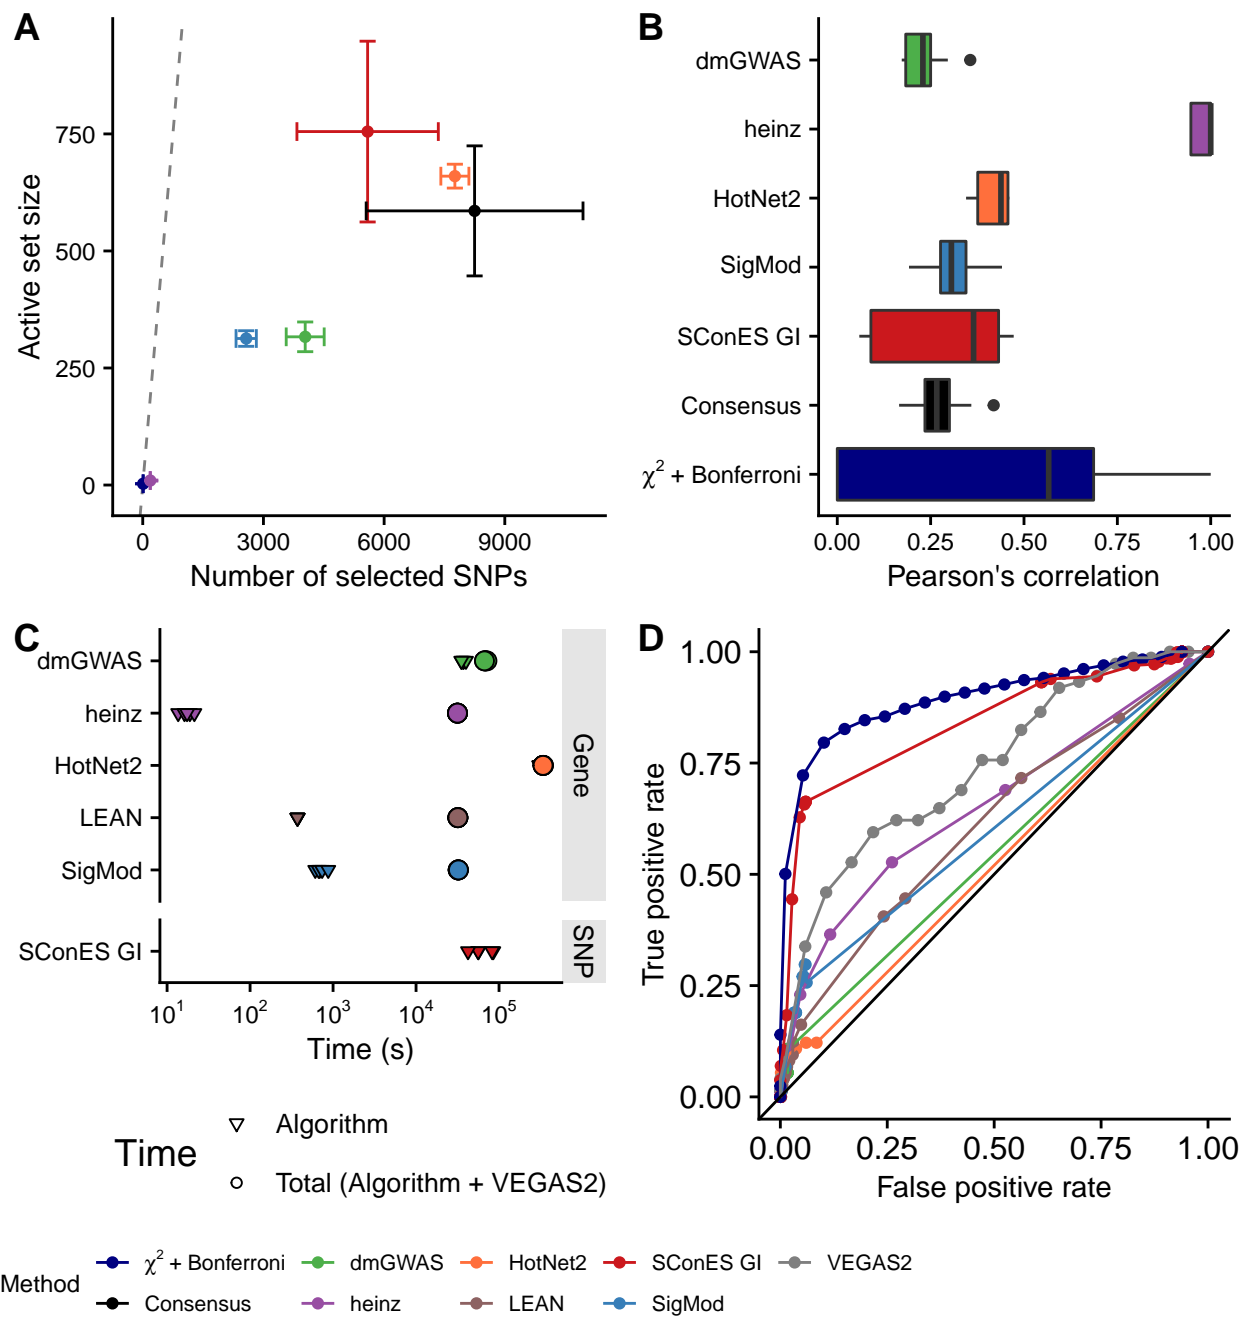 A
Active set size
750
500
250
0
0 3000 6000 9000
Number of selected SNPs
B
dmGWAS
heinz
HotNet2
SigMod
SConES GI
Consensus
χ² + Bonferroni
0.00 0.25 0.50 0.75 1.00
Pearson's correlation
C
dmGWAS
heinz
HotNet2
LEAN
SigMod
Gene
SConES GI
SNP
10¹ 10² 10³ 10⁴ 10⁵
Time (s)
Time
Algorithm
Total (Algorithm + VEGAS2)
D
True positive rate
1.00
0.75
0.50
0.25
0.00
0.00 0.25 0.50 0.75 1.00
False positive rate
Method
χ² + Bonferroni dmGWAS HotNet2 SConES GI VEGAS2
Consensus heinz LEAN SigMod